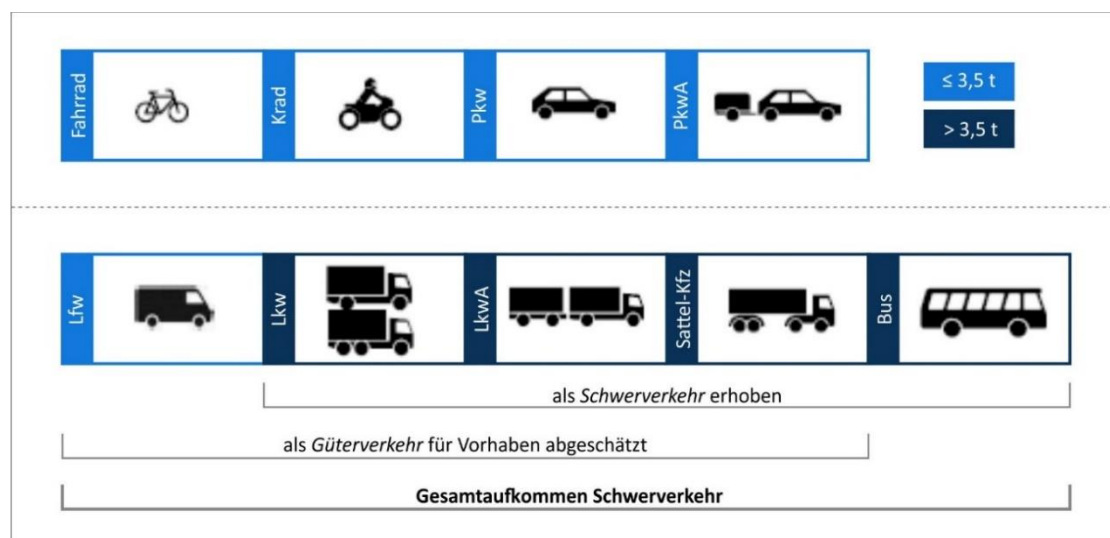 Fahrrad
Krad
Pkw
PkwA
≤ 3,5 t
> 3,5 t
Lfw
Lkw
LkwA
Sattel-Kfz
Bus
als Schwerverkehr erhoben
als Güterverkehr für Vorhaben abgeschätzt
Gesamtaufkommen Schwerverkehr